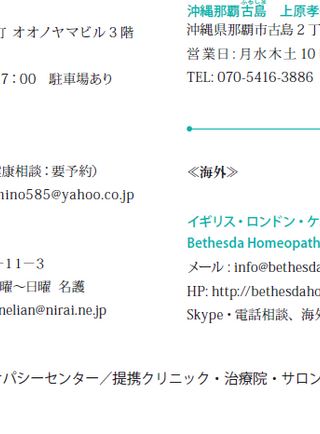 丁 オオノヤマビル３階
7：00　駐車場あり
康相談：要予約）
mino585@yahoo.co.jp
−１１−３
曜〜日曜 名護
nelian@nirai.ne.jp
ふるじま
沖縄那覇古島　上原孝
沖縄県那覇市古島２丁
営業日：月水木土 10
TEL: 070-5416-3886
≪海外≫
イギリス・ロンドン・ケ
Bethesda Homeopath
メール：info@bethesda
HP: http://bethesdaho
Skype・電話相談、海外
パシーセンター／提携クリニック・治療院・サロン